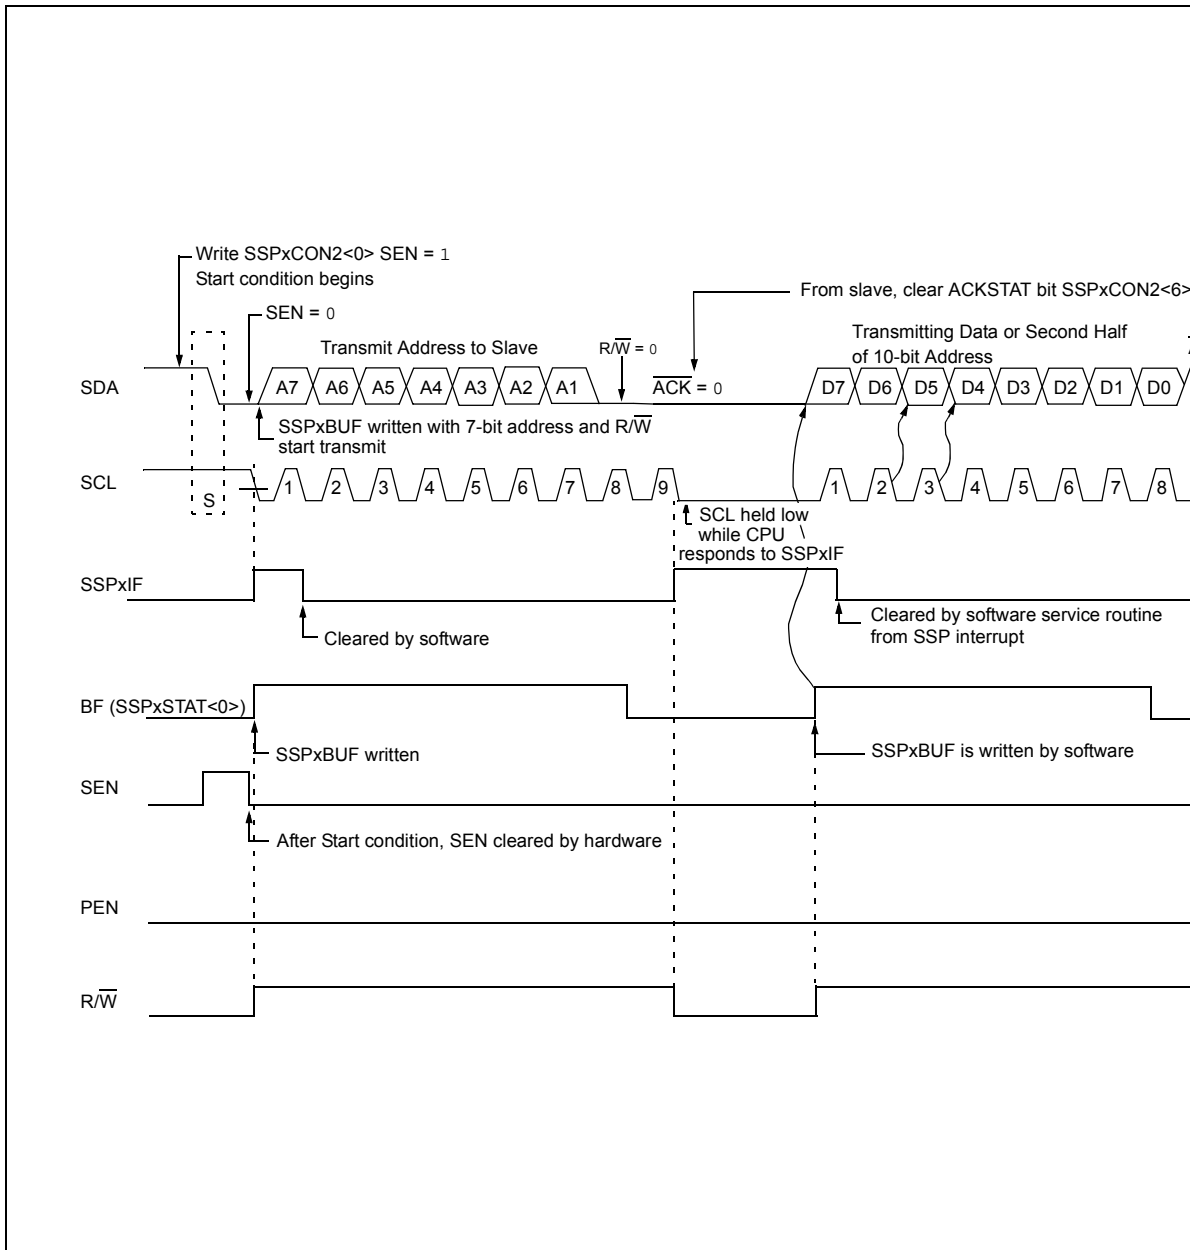 Write SSPxCON2<0> SEN = 1
Start condition begins
From slave, clear ACKSTAT bit SSPxCON2<6>
SEN = 0
Transmit Address to Slave
R/W̅ = 0
Transmitting Data or Second Half
of 10-bit Address
SDA
A7 A6 A5 A4 A3 A2 A1
A̅C̅K̅ = 0
D7 D6 D5 D4 D3 D2 D1 D0
SSPxBUF written with 7-bit address and R/W̅
start transmit
SCL
S
1 2 3 4 5 6 7 8 9
1 2 3 4 5 6 7 8
SCL held low
while CPU
responds to SSPxIF
SSPxIF
Cleared by software
Cleared by software service routine
from SSP interrupt
BF (SSPxSTAT<0>)
SSPxBUF written
SSPxBUF is written by software
SEN
After Start condition, SEN cleared by hardware
PEN
R/W̅